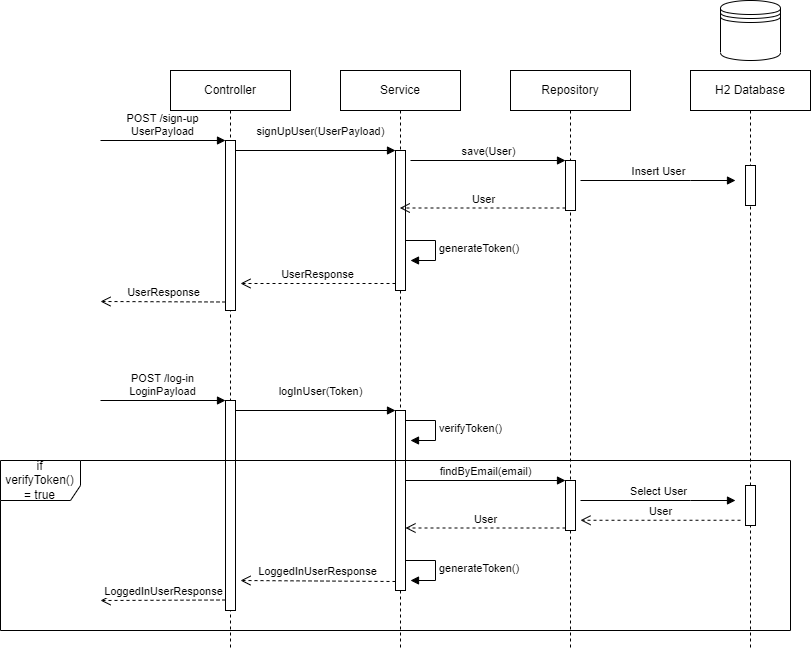 Controller
Service
Repository
H2 Database
POST /sign-up
UserPayload
signUpUser(UserPayload)
save(User)
Insert User
User
generateToken()
UserResponse
UserResponse
POST /log-in
LoginPayload
logInUser(Token)
verifyToken()
if
verifyToken()
= true
findByEmail(email)
Select User
User
User
generateToken()
LoggedInUserResponse
LoggedInUserResponse